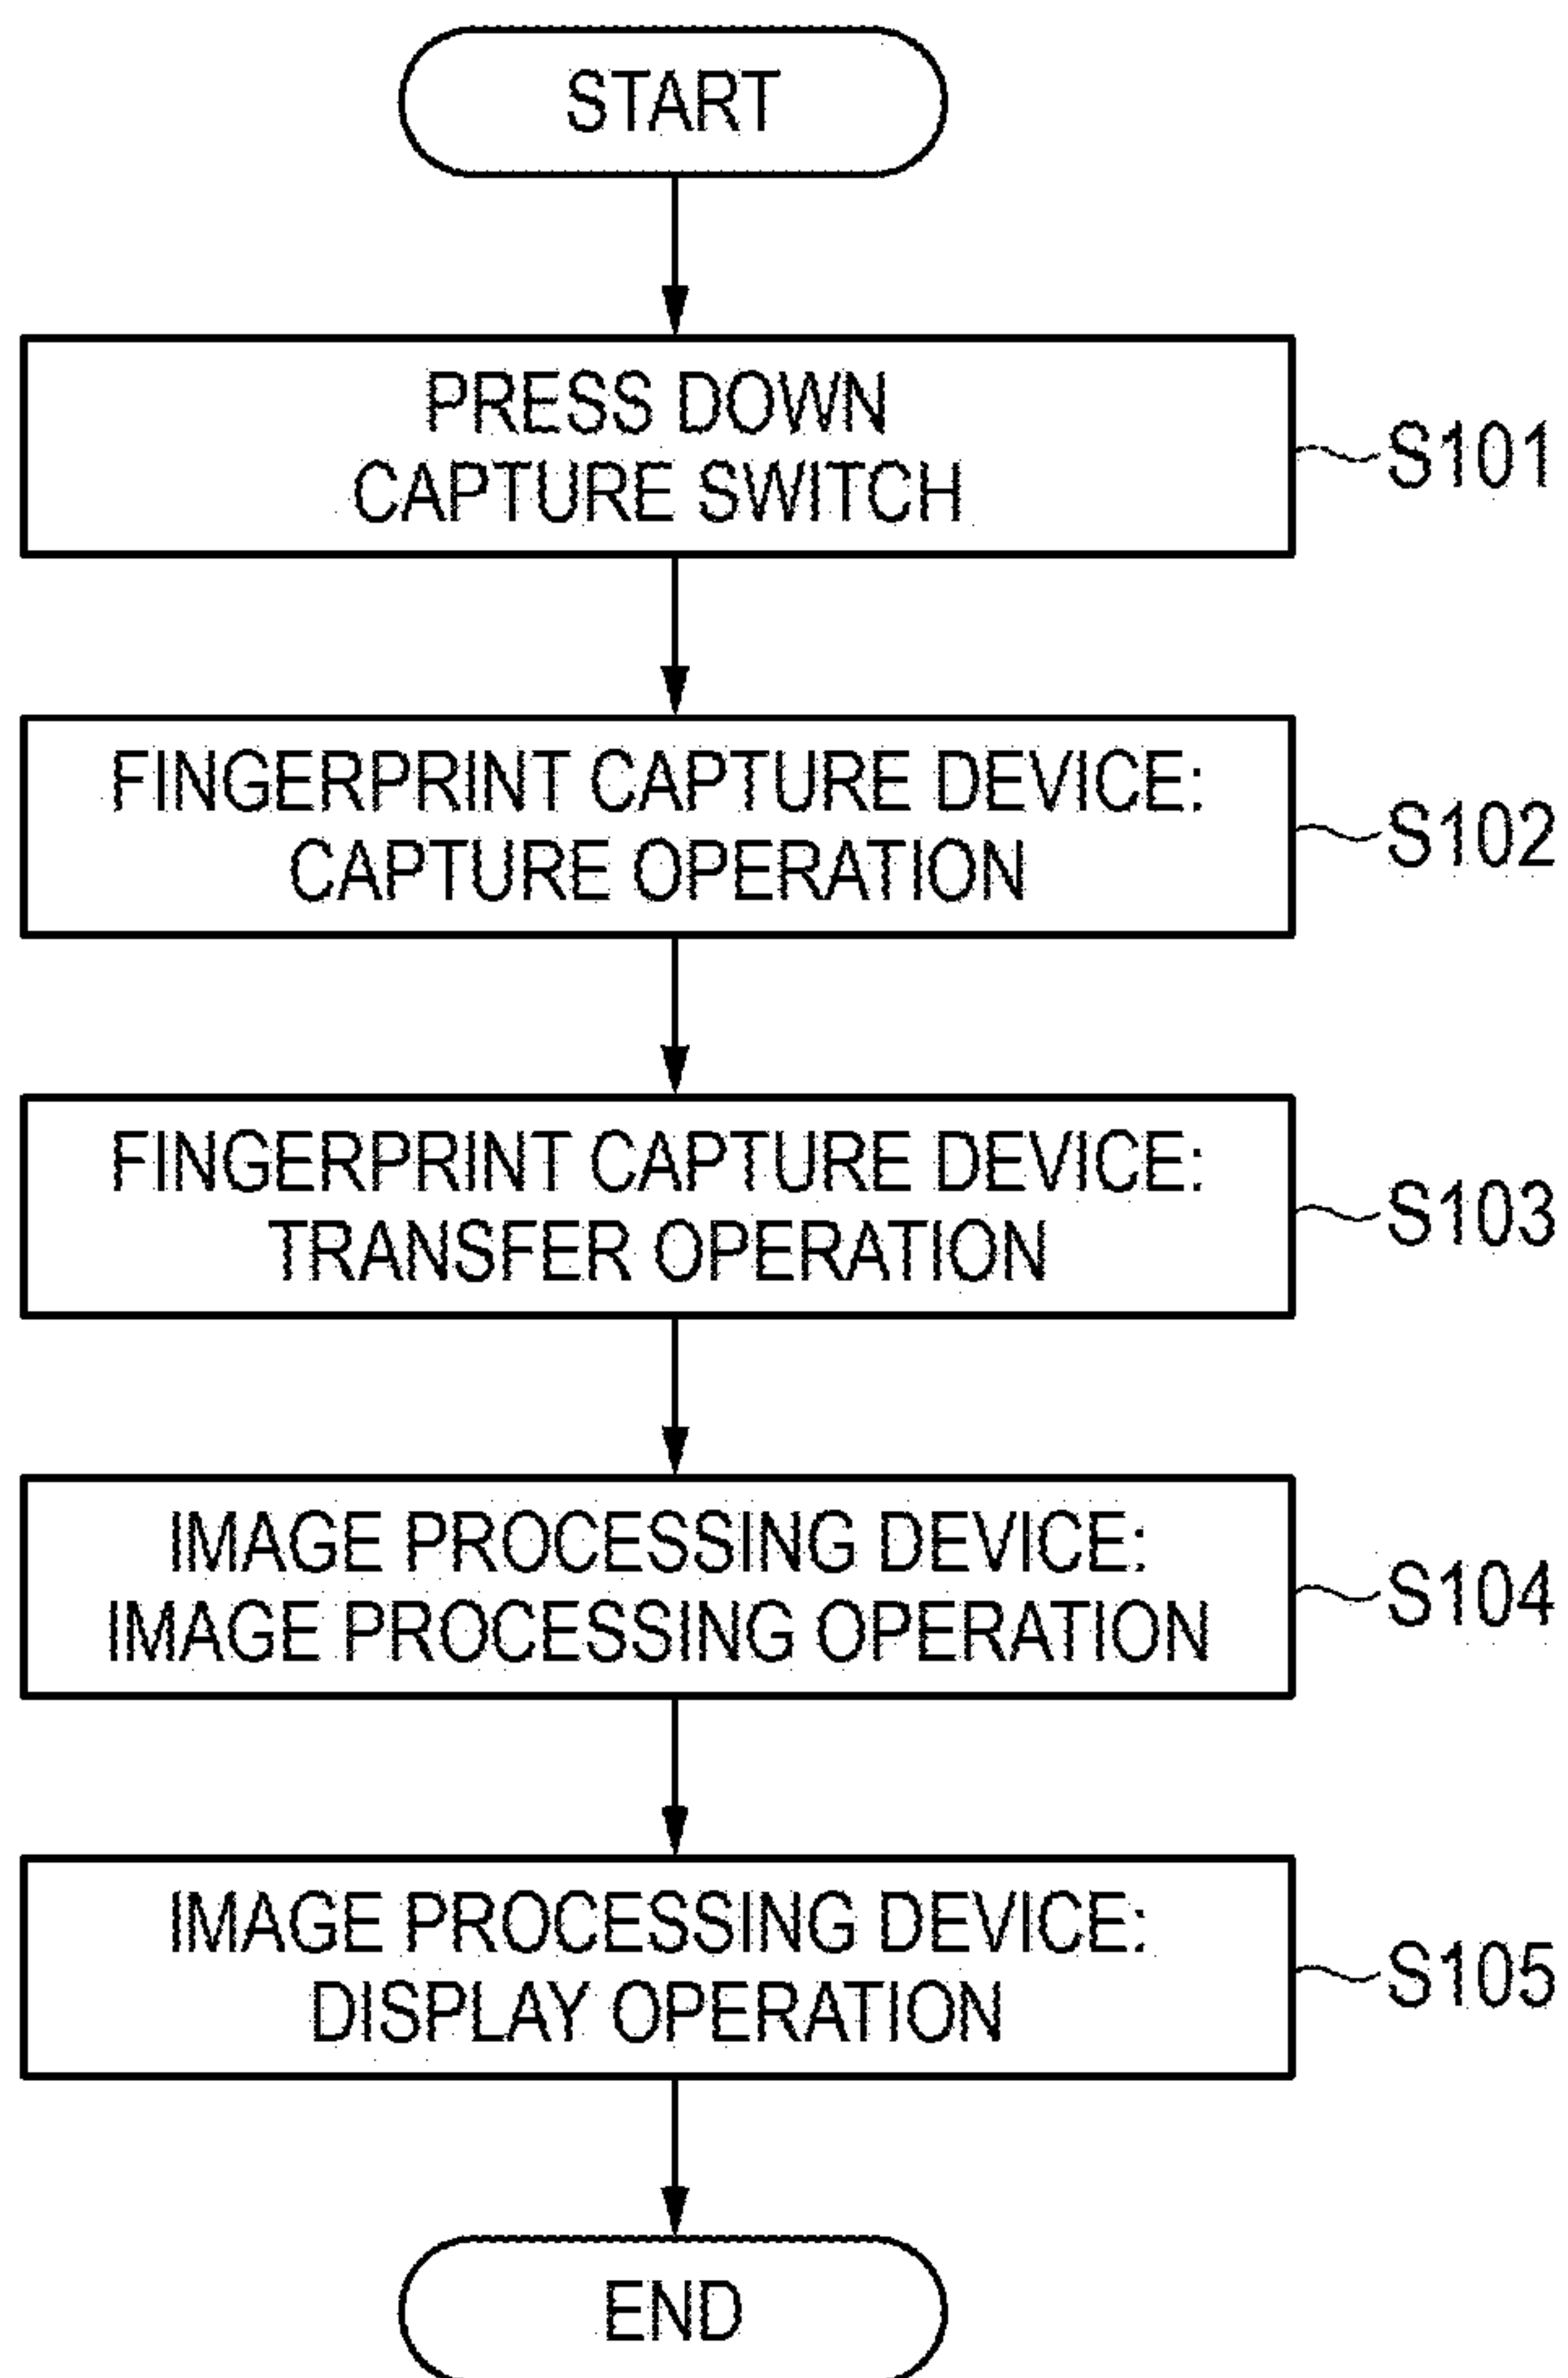 START
PRESS DOWN
CAPTURE SWITCH
S101
FINGERPRINT CAPTURE DEVICE:
CAPTURE OPERATION
S102
FINGERPRINT CAPTURE DEVICE:
TRANSFER OPERATION
S103
IMAGE PROCESSING DEVICE:
IMAGE PROCESSING OPERATION
S104
IMAGE PROCESSING DEVICE:
DISPLAY OPERATION
S105
END